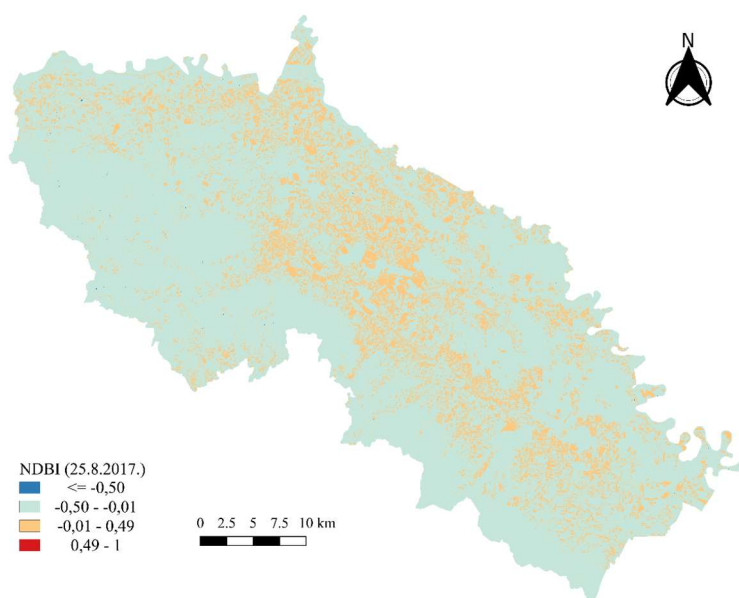 N
NDBI (25.8.2017.)
<= -0,50
-0,50 - -0,01
-0,01 - 0,49
0,49 - 1
0 2.5 5 7.5 10 km